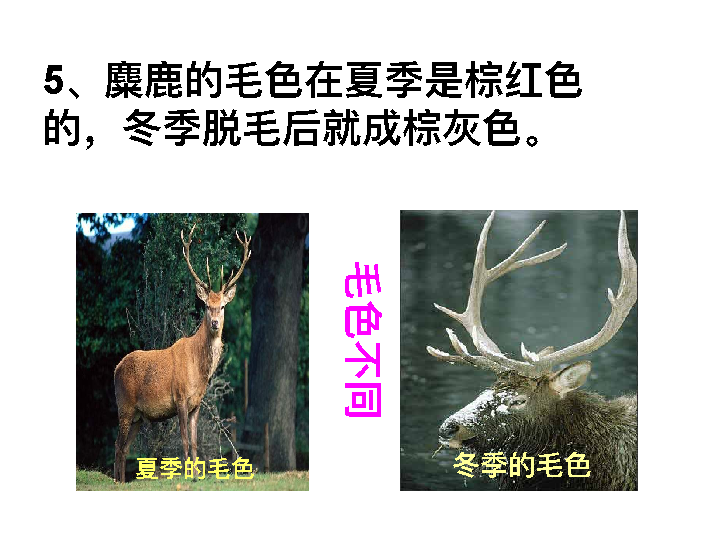 5、麋鹿的毛色在夏季是棕红色
的，冬季脱毛后就成棕灰色。
毛色不同
夏季的毛色
冬季的毛色